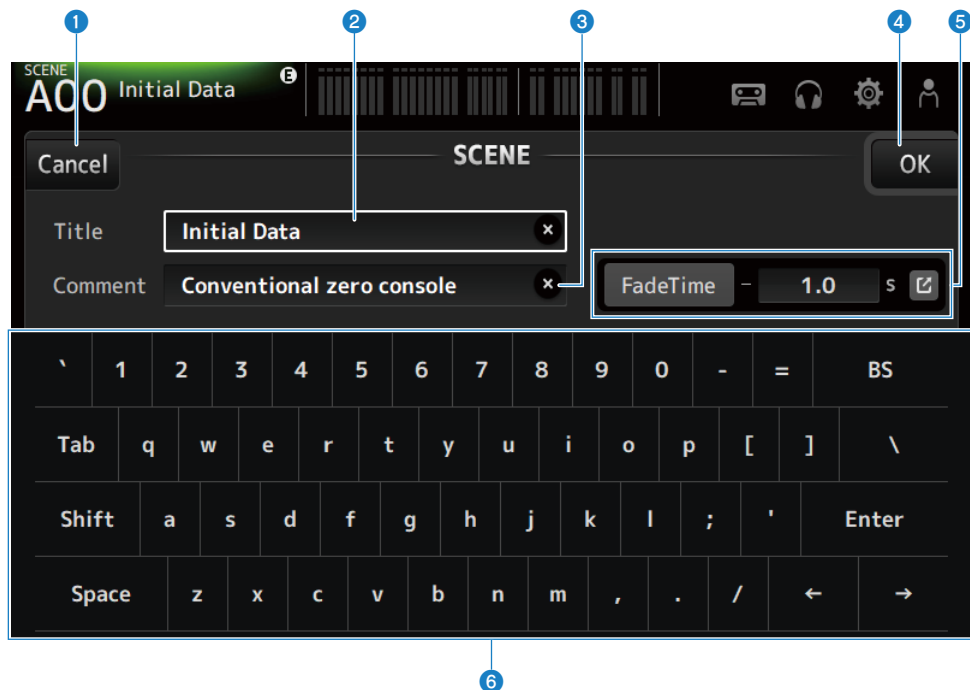 1 2 3 4 5
SCENE
A00 Initial Data E
Cancel SCENE OK
Title Initial Data ×
Comment Conventional zero console × FadeTime – 1.0 s
` 1 2 3 4 5 6 7 8 9 0 - = BS
Tab q w e r t y u i o p [ ] \
Shift a s d f g h j k l ; ' Enter
Space z x c v b n m , . / ← →
6